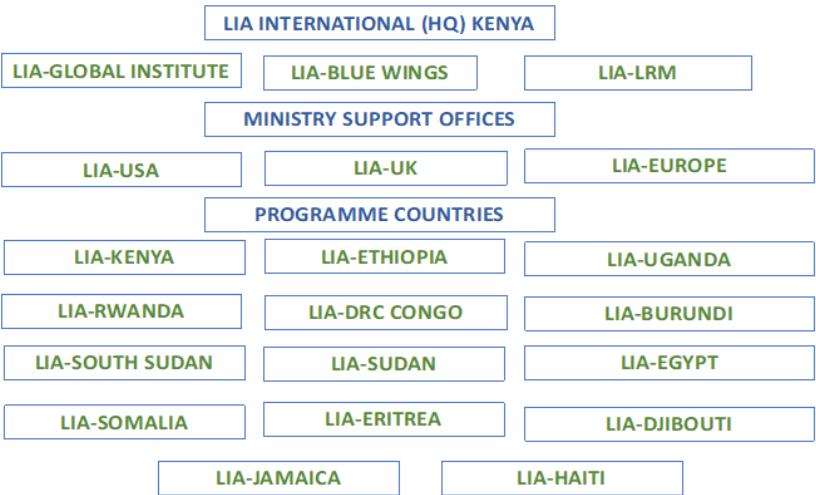 LIA INTERNATIONAL (HQ) KENYA
LIA-GLOBAL INSTITUTE
LIA-BLUE WINGS
LIA-LRM
MINISTRY SUPPORT OFFICES
LIA-USA
LIA-UK
LIA-EUROPE
PROGRAMME COUNTRIES
LIA-KENYA
LIA-ETHIOPIA
LIA-UGANDA
LIA-RWANDA
LIA-DRC CONGO
LIA-BURUNDI
LIA-SOUTH SUDAN
LIA-SUDAN
LIA-EGYPT
LIA-SOMALIA
LIA-ERITREA
LIA-DJIBOUTI
LIA-JAMAICA
LIA-HAITI